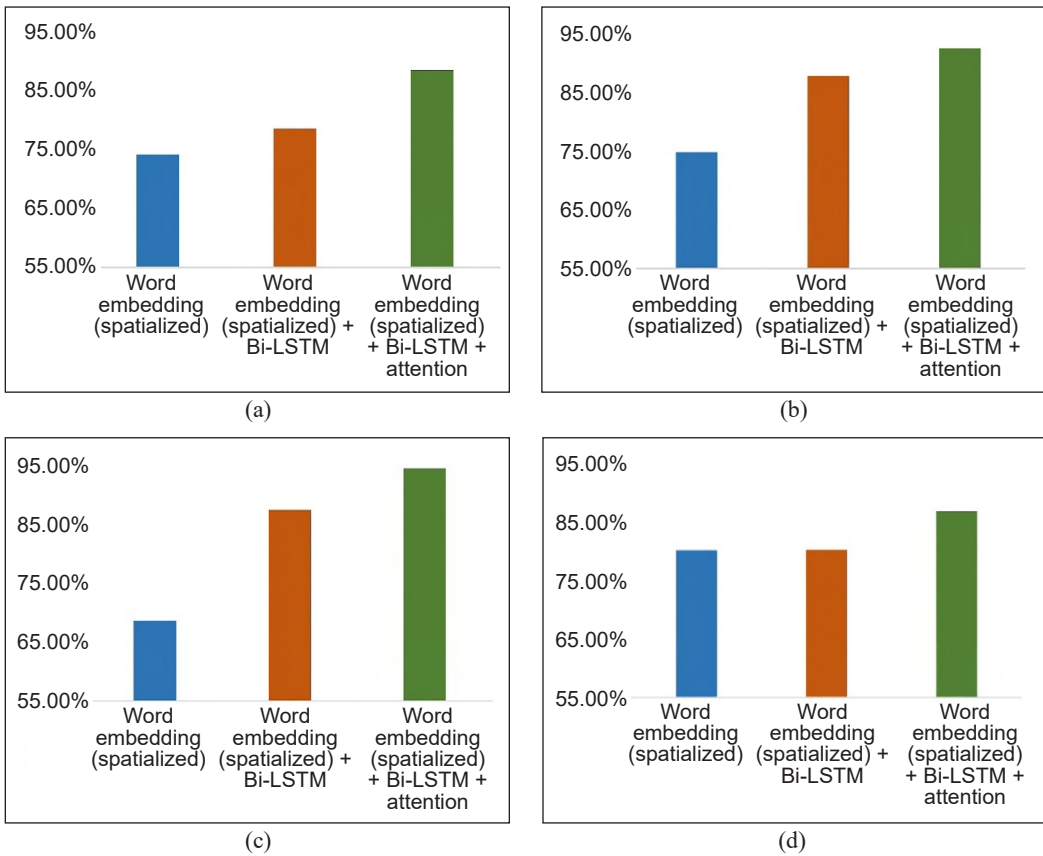 95.00%
85.00%
75.00%
65.00%
55.00%
Word embedding (spatialized)
Word embedding (spatialized) + Bi-LSTM
Word embedding (spatialized) + Bi-LSTM + attention
(a)
95.00%
85.00%
75.00%
65.00%
55.00%
Word embedding (spatialized)
Word embedding (spatialized) + Bi-LSTM
Word embedding (spatialized) + Bi-LSTM + attention
(b)
95.00%
85.00%
75.00%
65.00%
55.00%
Word embedding (spatialized)
Word embedding (spatialized) + Bi-LSTM
Word embedding (spatialized) + Bi-LSTM + attention
(c)
95.00%
85.00%
75.00%
65.00%
55.00%
Word embedding (spatialized)
Word embedding (spatialized) + Bi-LSTM
Word embedding (spatialized) + Bi-LSTM + attention
(d)